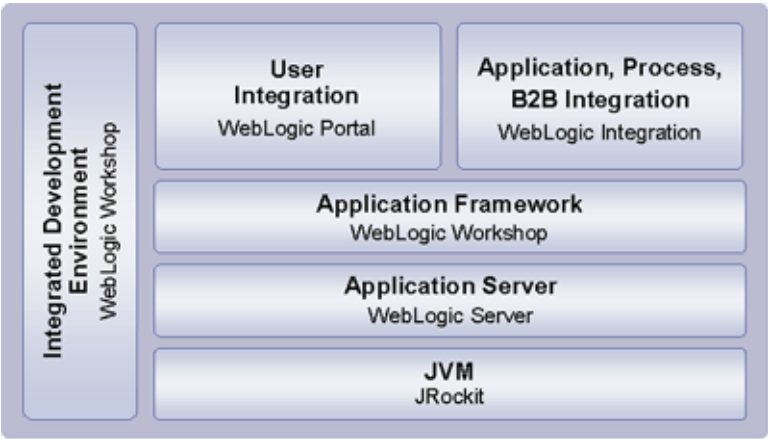 Integrated Development
Environment
WebLogic Workshop
User
Integration
WebLogic Portal
Application, Process,
B2B Integration
WebLogic Integration
Application Framework
WebLogic Workshop
Application Server
WebLogic Server
JVM
JRockit